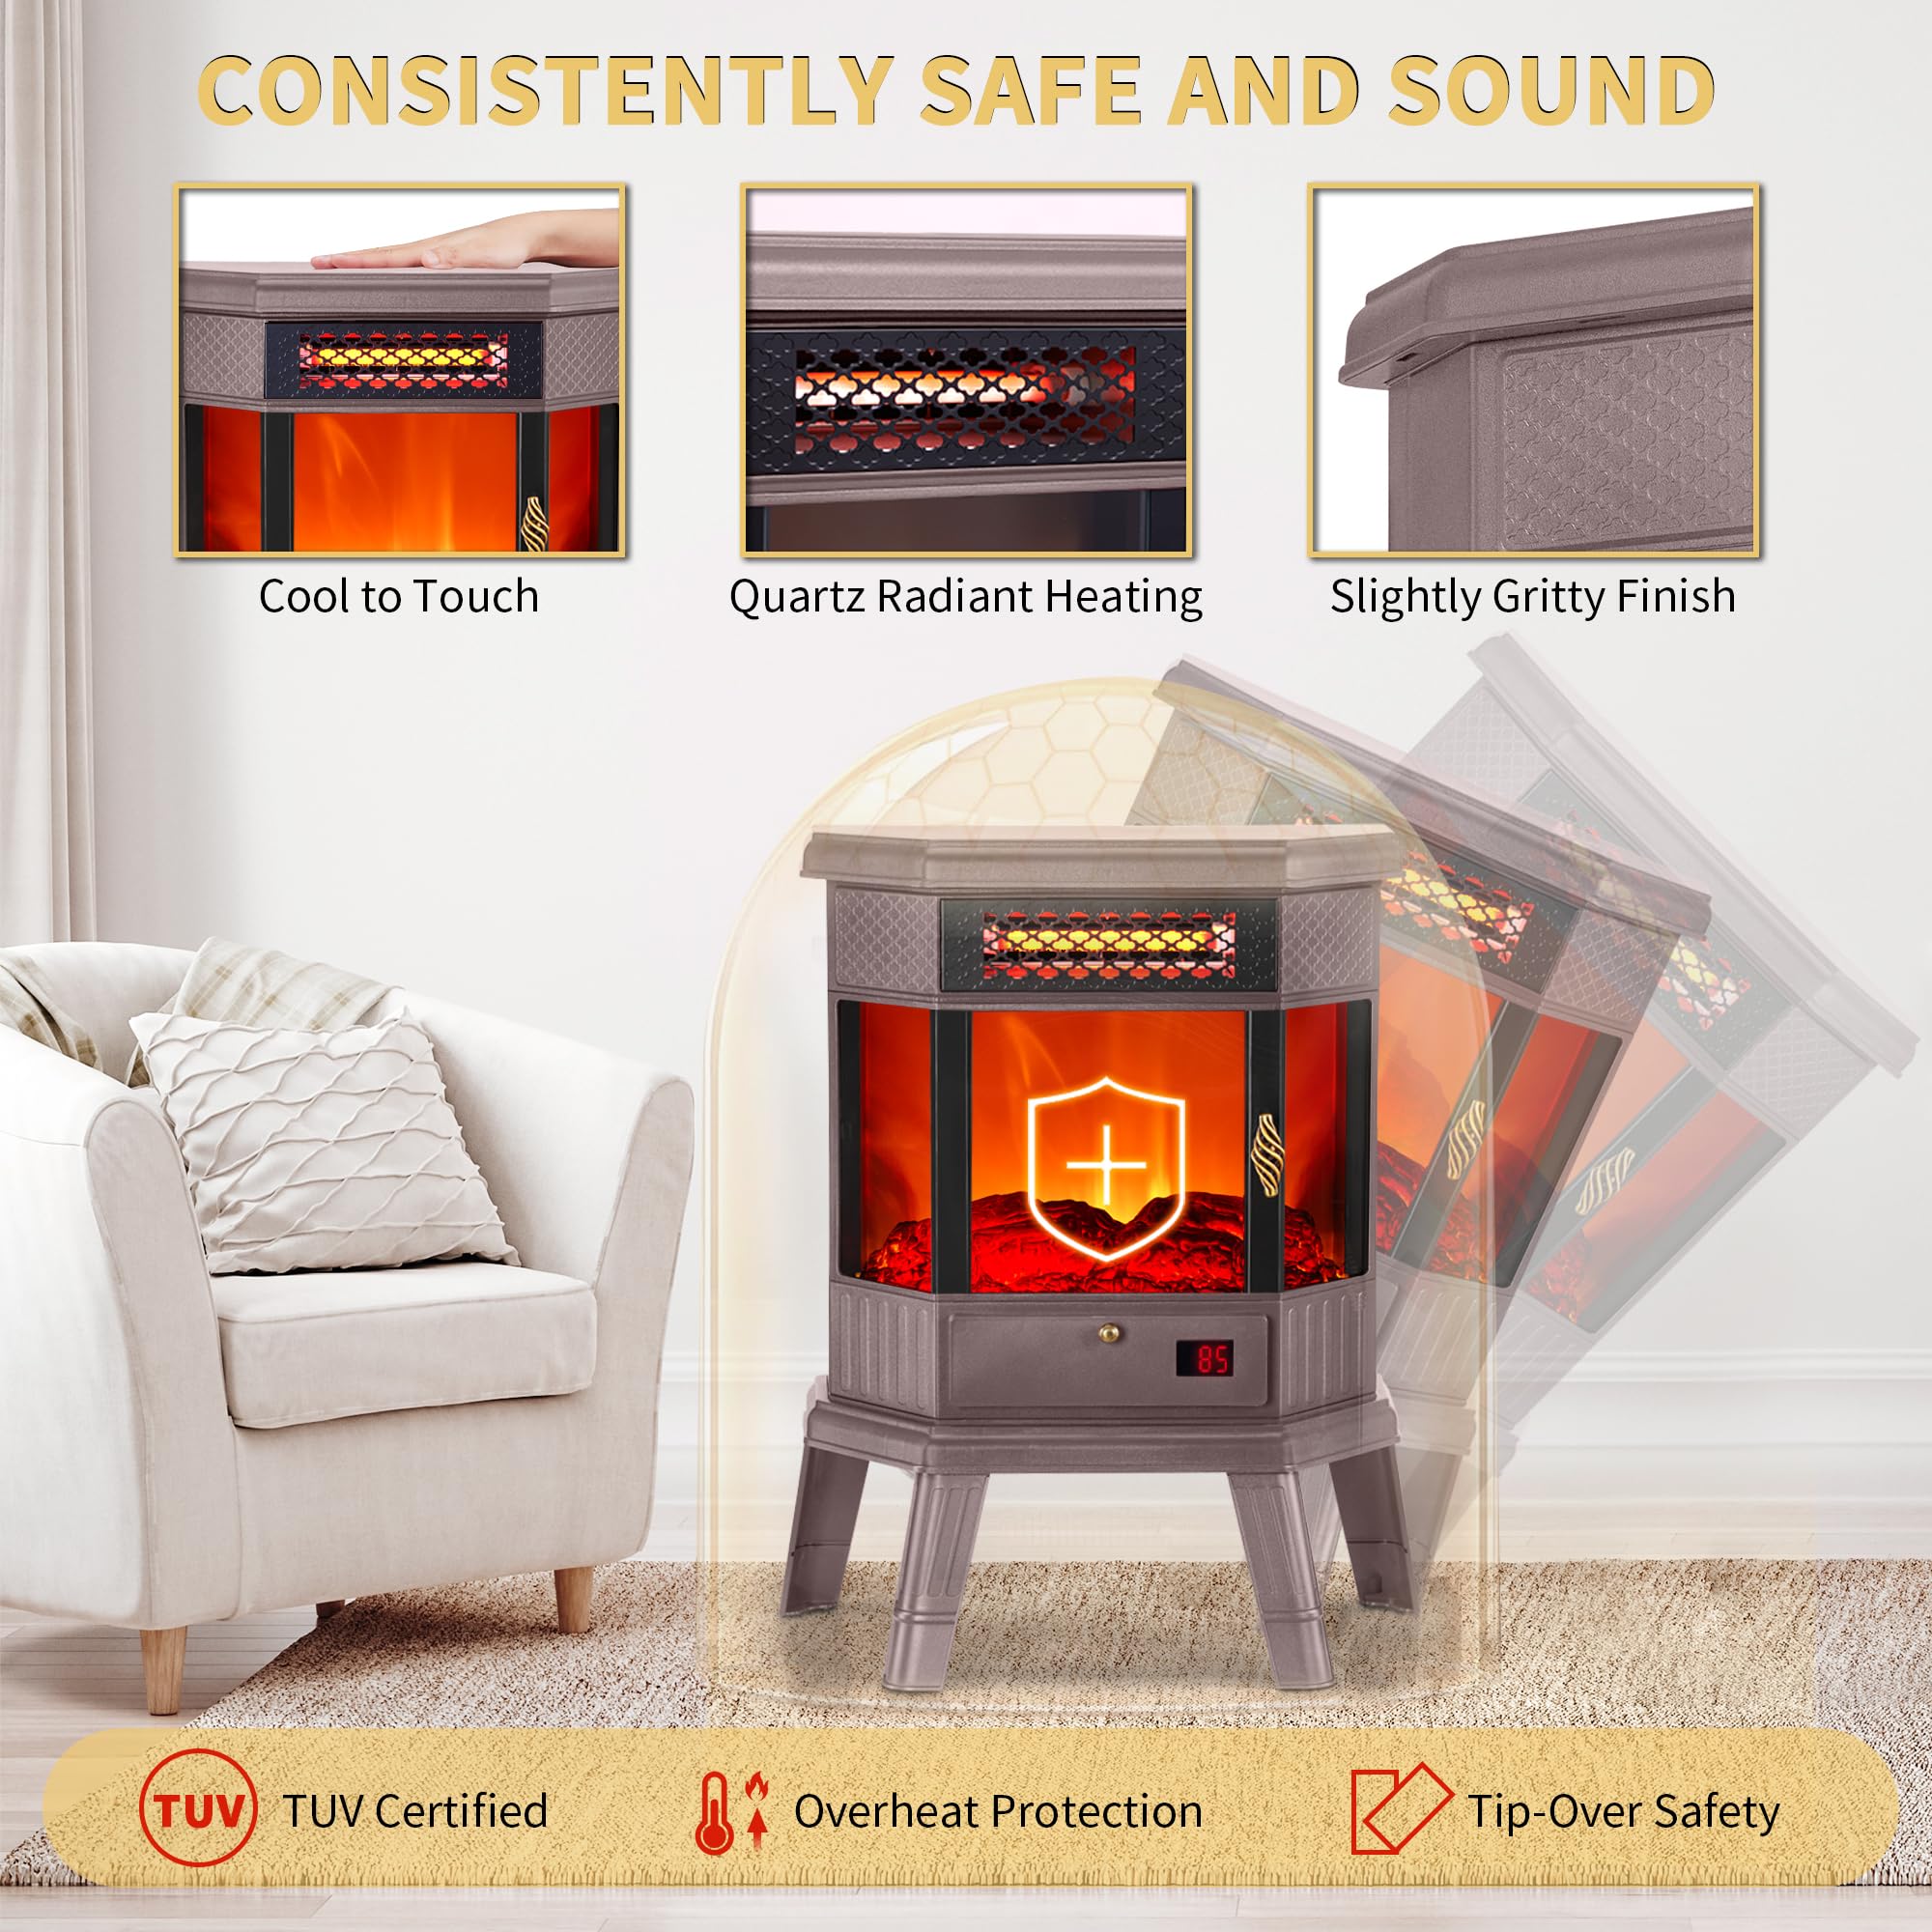 CONSISTENTLY SAFE AND SOUND
Cool to Touch
Quartz Radiant Heating
Slightly Gritty Finish
85
TUV
TUV Certified
Overheat Protection
Tip-Over Safety